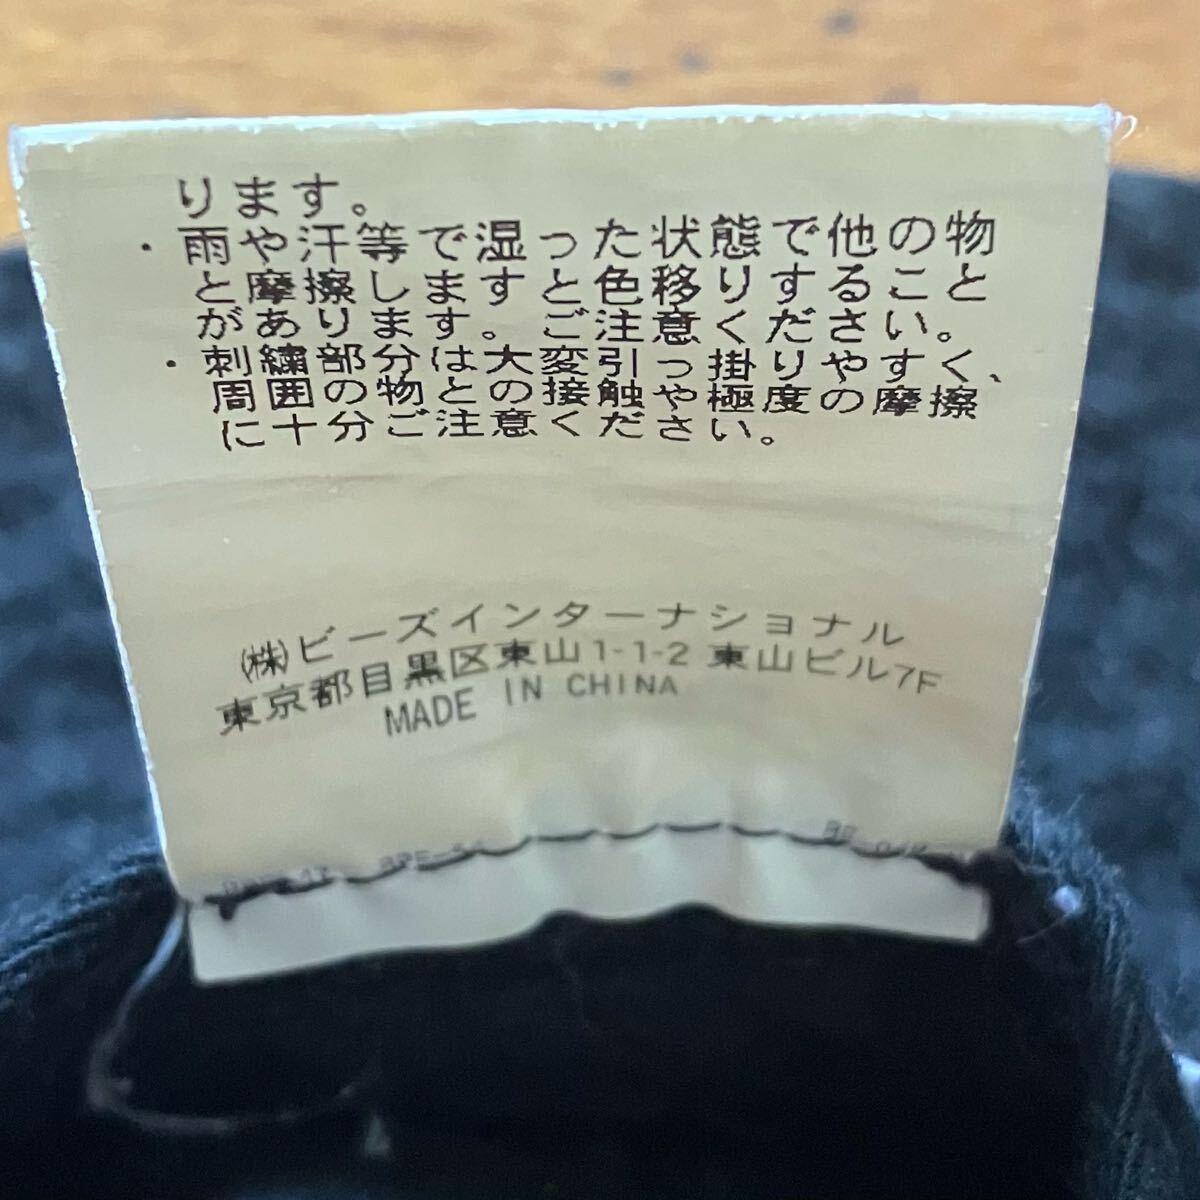 ります。
・雨や汗等で湿った状態で他の物
と摩擦しますと色移りすること
があります。ご注意ください。
・刺繍部分は大変引っ掛りやすく、
周囲の物との接触や極度の摩擦
に十分ご注意ください。
(株)ビーズインターナショナル
東京都目黒区東山1-1-2 東山ビル7F
MADE IN CHINA